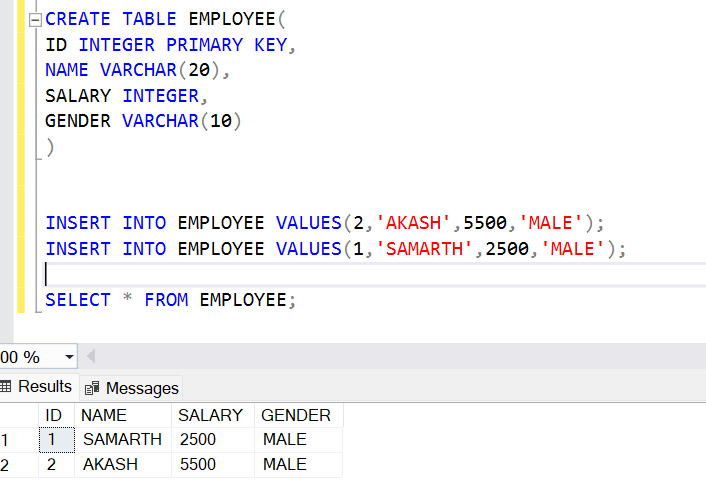 CREATE TABLE EMPLOYEE(
ID INTEGER PRIMARY KEY,
NAME VARCHAR(20),
SALARY INTEGER,
GENDER VARCHAR(10)
)
INSERT INTO EMPLOYEE VALUES(2,'AKASH',5500,'MALE');
INSERT INTO EMPLOYEE VALUES(1,'SAMARTH',2500,'MALE');
SELECT * FROM EMPLOYEE;
00 %
Results Messages
ID NAME SALARY GENDER
1 1 SAMARTH 2500 MALE
2 2 AKASH 5500 MALE